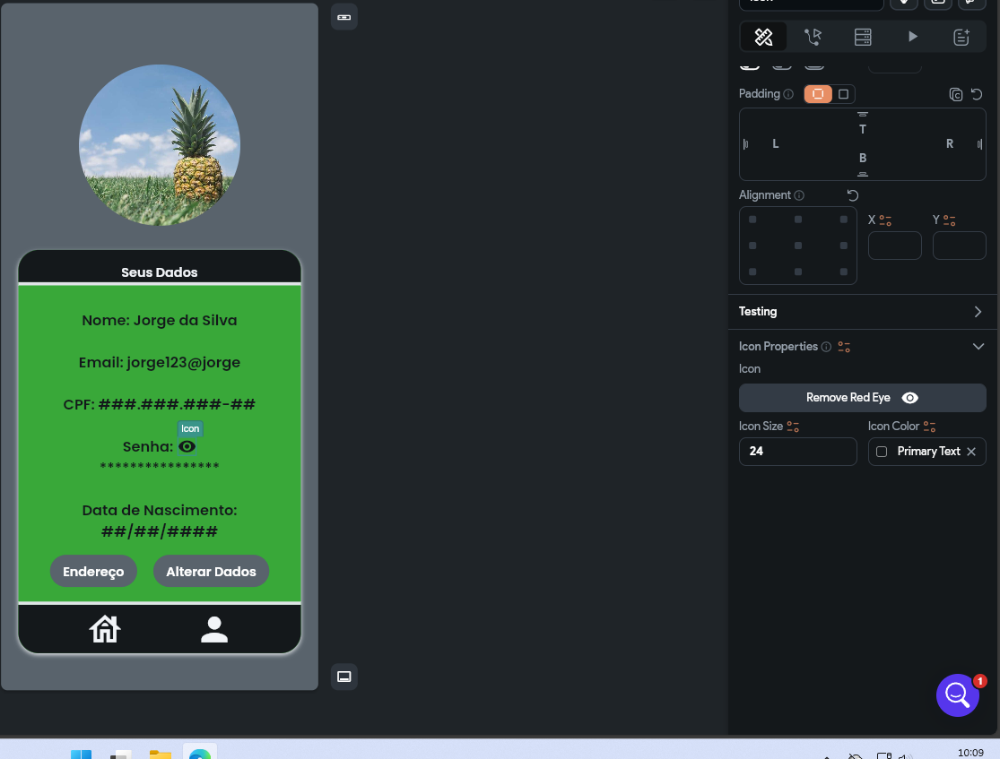 Padding
T
L
R
B
Alignment
X
Y
Seus Dados
Testing
Nome: Jorge da Silva
Icon Properties
Email: jorge123@jorge
Icon
CPF: ###.###.###-##
Remove Red Eye
Icon
Icon Size
Icon Color
Senha:
24
Primary Text
****************
Data de Nascimento:
##/##/####
Endereço
Alterar Dados
1
10:09